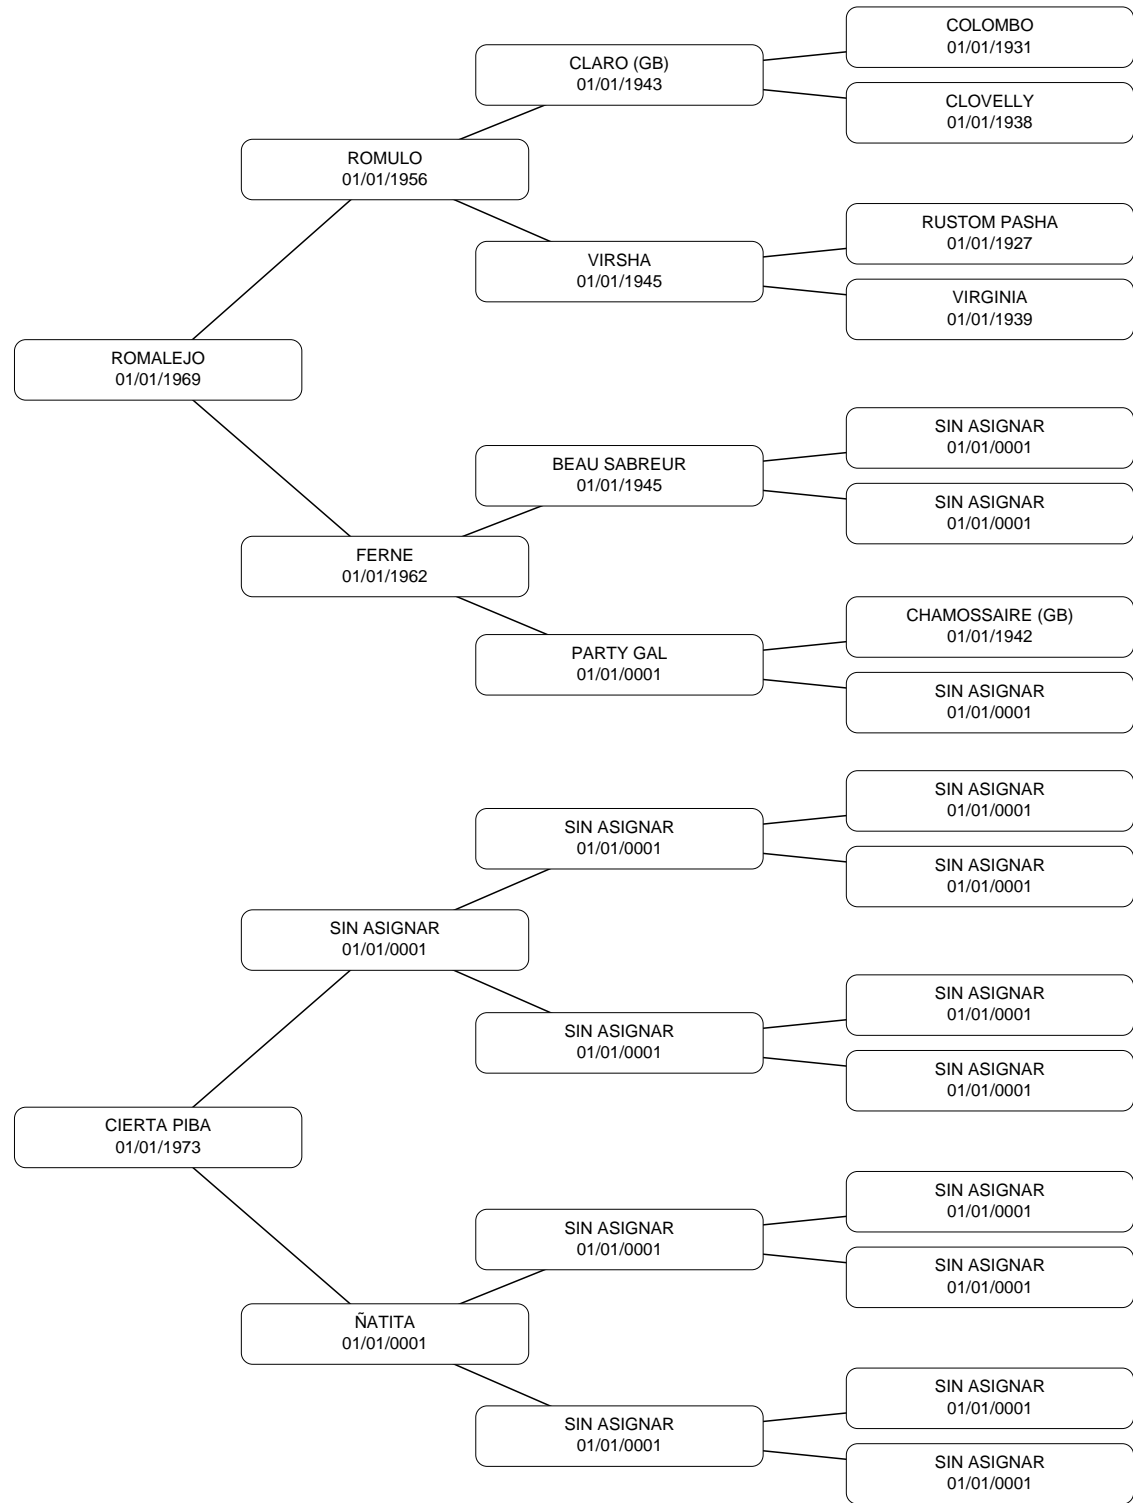 COLOMBO
01/01/1931
CLARO (GB)
01/01/1943
CLOVELLY
01/01/1938
ROMULO
01/01/1956
RUSTOM PASHA
01/01/1927
VIRSHA
01/01/1945
VIRGINIA
01/01/1939
ROMALEJO
01/01/1969
SIN ASIGNAR
01/01/0001
BEAU SABREUR
01/01/1945
SIN ASIGNAR
01/01/0001
FERNE
01/01/1962
CHAMOSSAIRE (GB)
01/01/1942
PARTY GAL
01/01/0001
SIN ASIGNAR
01/01/0001
SIN ASIGNAR
01/01/0001
SIN ASIGNAR
01/01/0001
SIN ASIGNAR
01/01/0001
SIN ASIGNAR
01/01/0001
SIN ASIGNAR
01/01/0001
SIN ASIGNAR
01/01/0001
SIN ASIGNAR
01/01/0001
CIERTA PIBA
01/01/1973
SIN ASIGNAR
01/01/0001
SIN ASIGNAR
01/01/0001
SIN ASIGNAR
01/01/0001
ÑATITA
01/01/0001
SIN ASIGNAR
01/01/0001
SIN ASIGNAR
01/01/0001
SIN ASIGNAR
01/01/0001